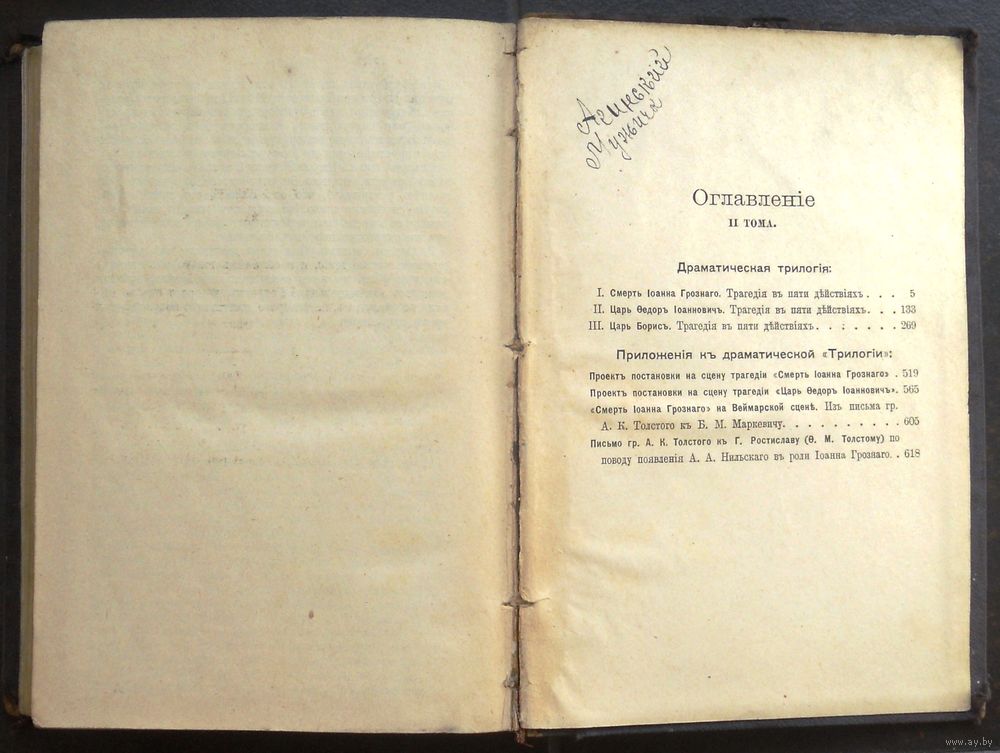 Оглавленіе
II ТОМА.
Драматическая трилогія:
I. Смерть Іоанна Грознаго. Трагедія въ пяти дѣйствіяхъ . . . 5
II. Царь Ѳедоръ Іоанновичъ. Трагедія въ пяти дѣйствіяхъ. . . 133
III. Царь Борисъ. Трагедія въ пяти дѣйствіяхъ. . : . . . . 269
Приложенія къ драматической «Трилогіи»:
Проектъ постановки на сцену трагедіи «Смерть Іоанна Грознаго» . 519
Проектъ постановки на сцену трагедіи «Царь Ѳедоръ Іоанновичъ». 565
«Смерть Іоанна Грознаго» на Веймарской сценѣ. Изъ письма гр.
А. К. Толстого къ Б. М. Маркевичу. . . . . . . . . . 605
Письмо гр. А. К. Толстого къ Г. Ростиславу (Ѳ. М. Толстому) по
поводу появленія А. А. Нильскаго въ роли Іоанна Грознаго. . 618
www.ay.by